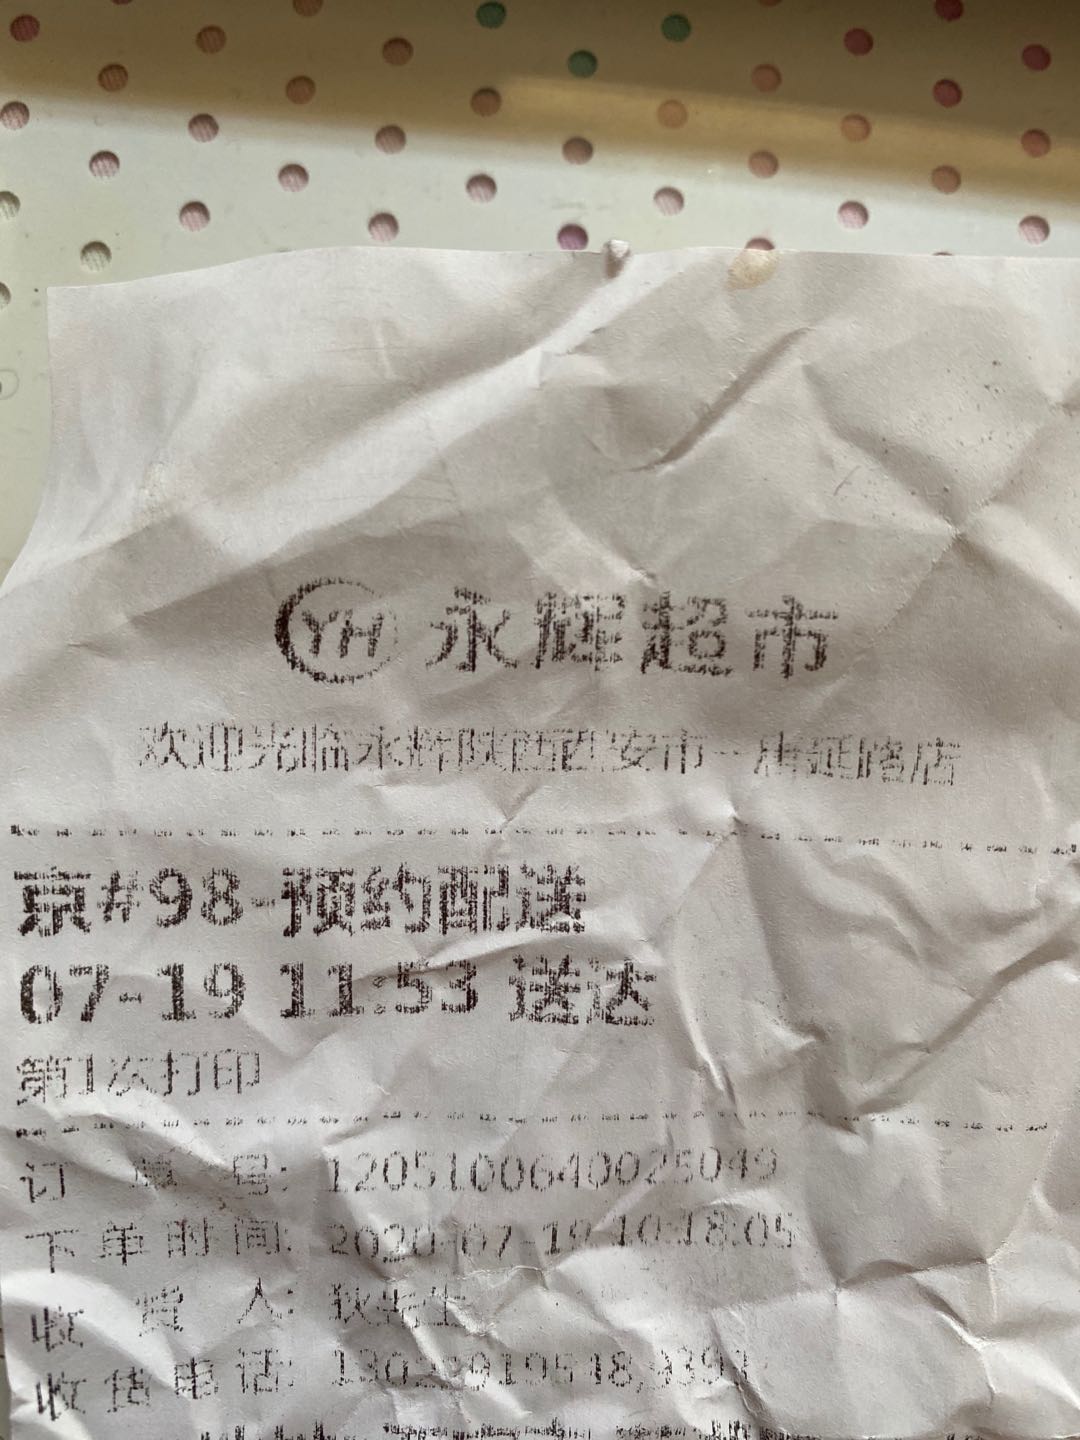 YH 永辉超市
欢迎光临永辉陕西西安市-唐延路店
京#98-预约配送
07-19 11:53 送达
第1次打印
订单号: 1205100640025049
下单时间: 2020-07-19 10:18:05
收货人: 先生
收货电话: